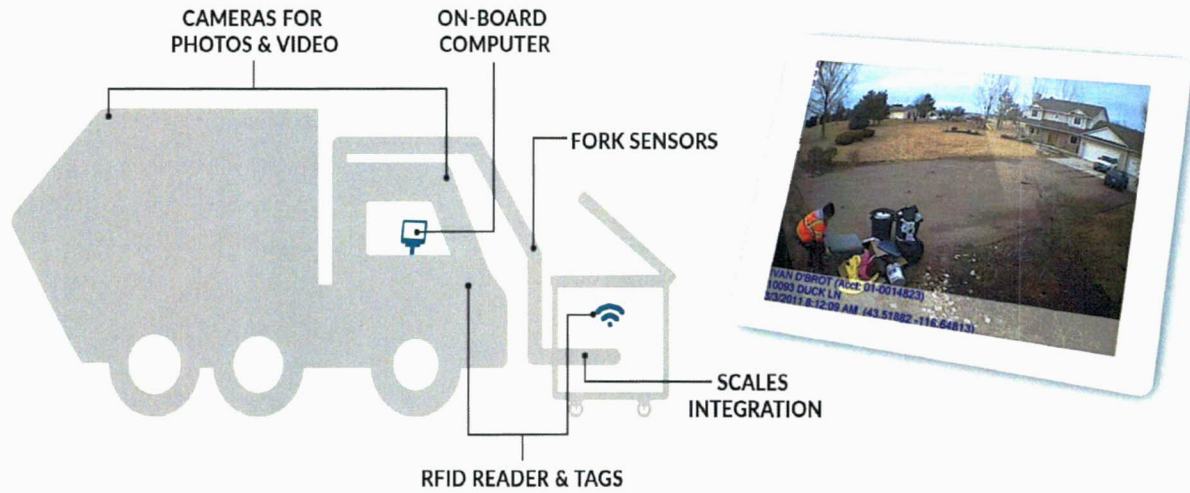 CAMERAS FOR
PHOTOS & VIDEO
ON-BOARD
COMPUTER
FORK SENSORS
SCALES
INTEGRATION
RFID READER & TAGS
IVAN D'BROT (Acct: 01-0014823)
10093 DUCK LN
3/3/2011 8:12:09 AM (43.51882 -116.64813)